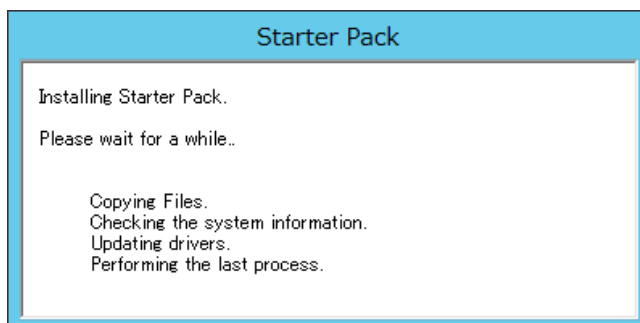 Starter Pack
Installing Starter Pack.
Please wait for a while..
Copying Files.
Checking the system information.
Updating drivers.
Performing the last process.